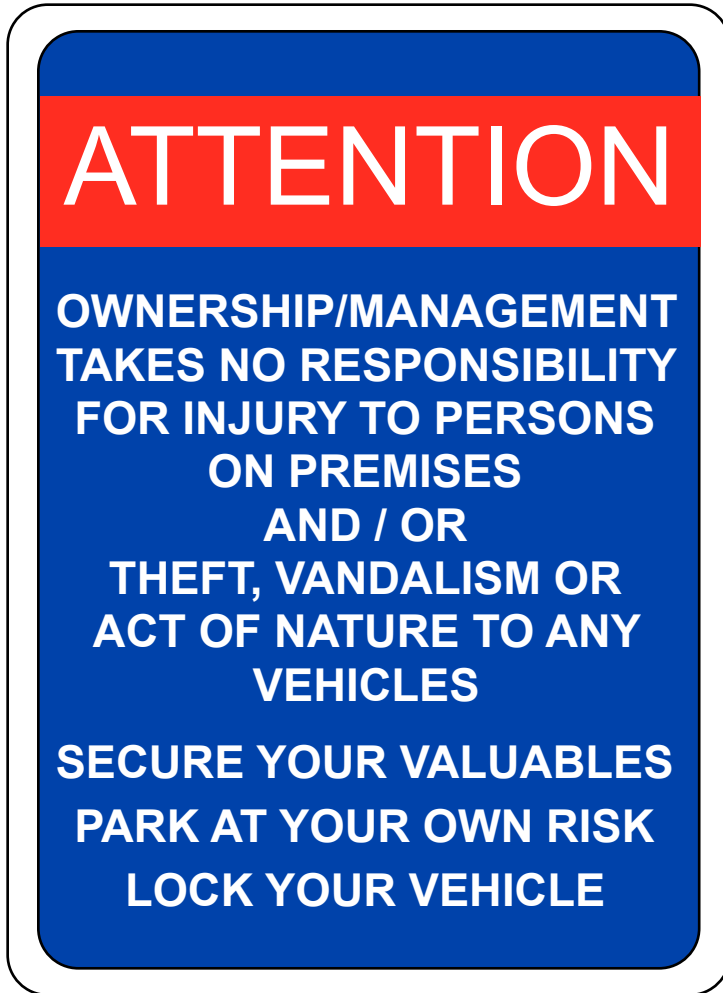 ATTENTION
OWNERSHIP/MANAGEMENT
TAKES NO RESPONSIBILITY
FOR INJURY TO PERSONS
ON PREMISES
AND / OR
THEFT, VANDALISM OR
ACT OF NATURE TO ANY
VEHICLES
SECURE YOUR VALUABLES
PARK AT YOUR OWN RISK
LOCK YOUR VEHICLE